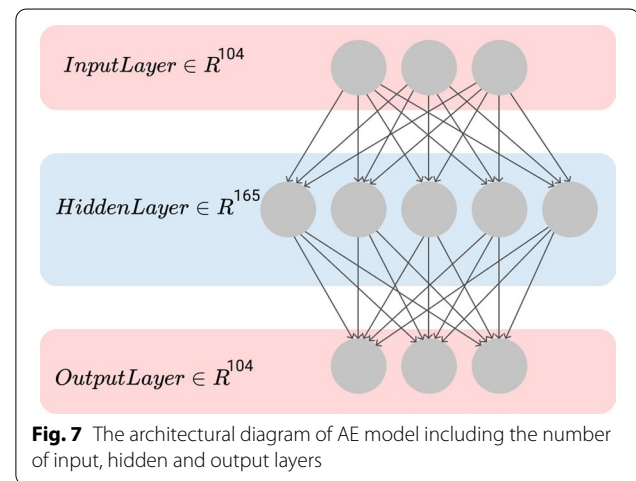 InputLayer ∈ R^104
HiddenLayer ∈ R^165
OutputLayer ∈ R^104
Fig. 7 The architectural diagram of AE model including the number
of input, hidden and output layers